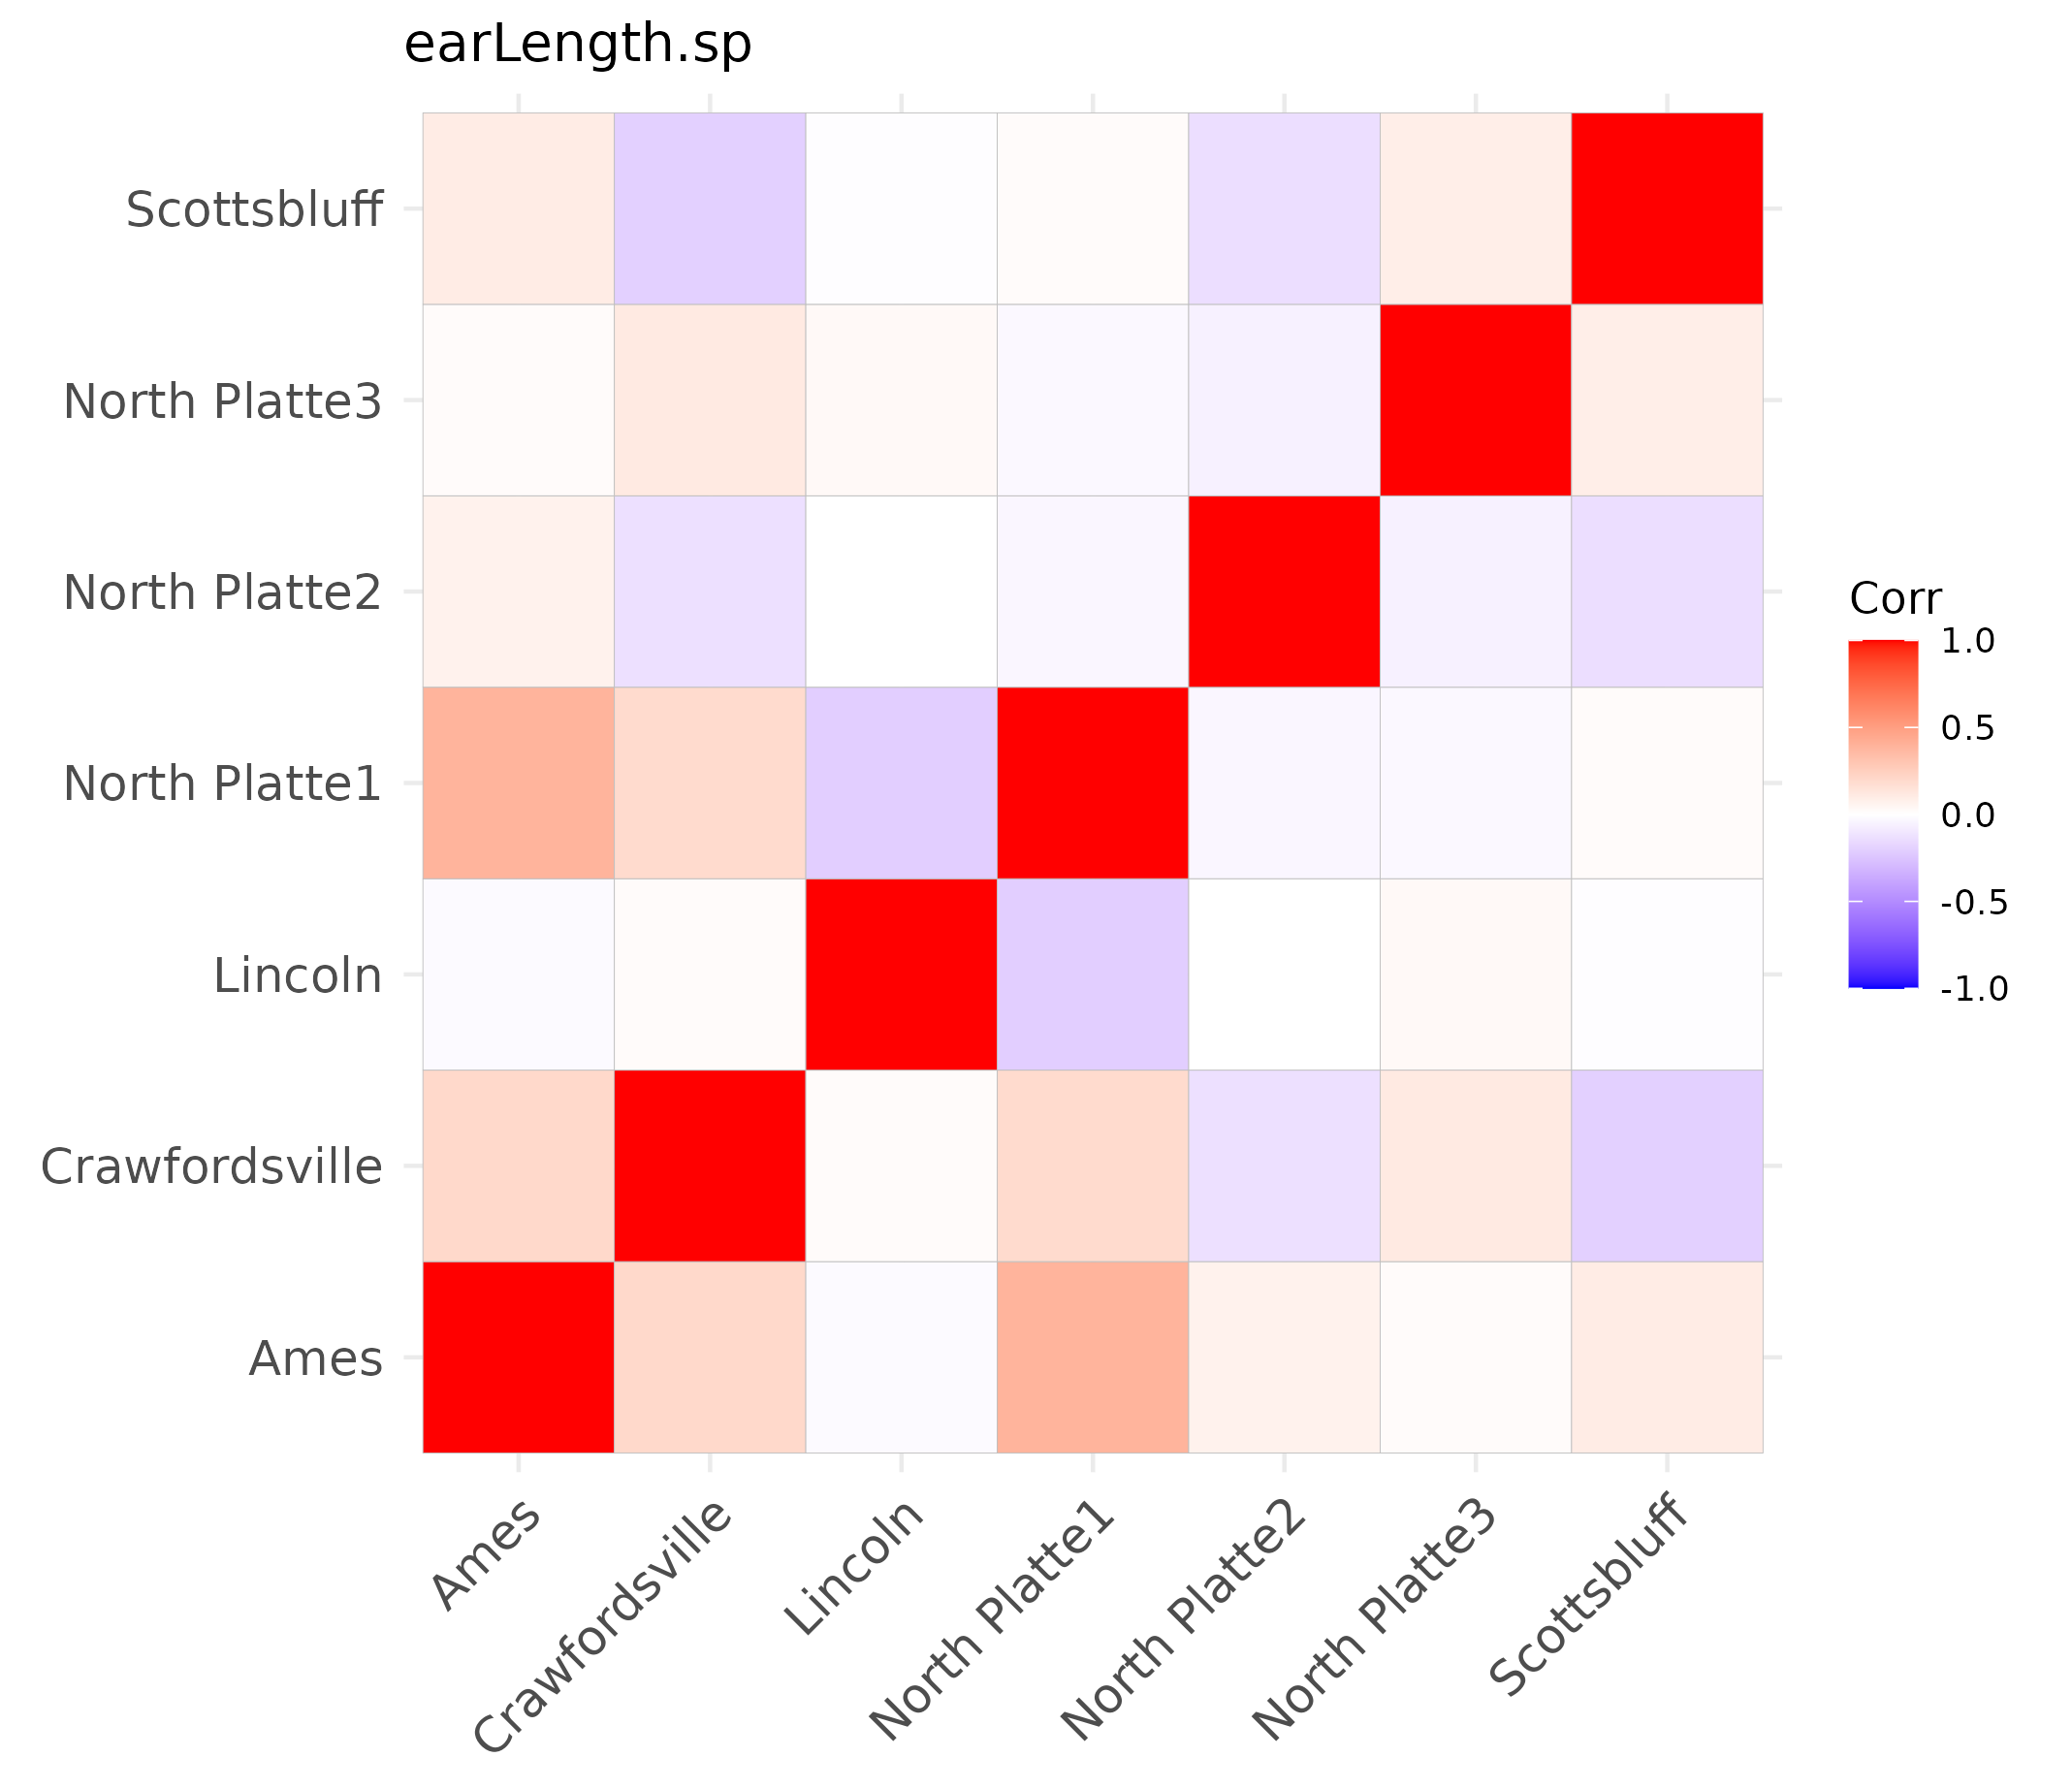 earLength.sp
Scottsbluff
North Platte3
North Platte2
North Platte1
Lincoln
Crawfordsville
Ames
Corr
1.0
0.5
0.0
-0.5
-1.0
Ames
Crawfordsville
Lincoln
North Platte1
North Platte2
North Platte3
Scottsbluff